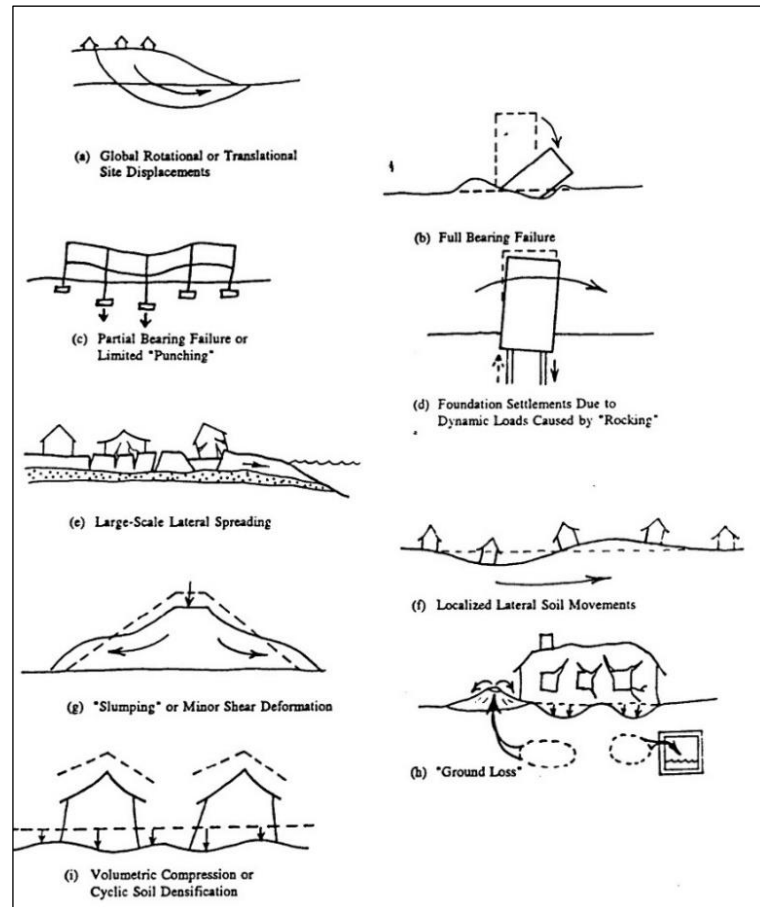 (a) Global Rotational or Translational
Site Displacements
(b) Full Bearing Failure
(c) Partial Bearing Failure or
Limited "Punching"
(d) Foundation Settlements Due to
Dynamic Loads Caused by "Rocking"
(e) Large-Scale Lateral Spreading
(f) Localized Lateral Soil Movements
(g) "Slumping" or Minor Shear Deformation
(h) "Ground Loss"
(i) Volumetric Compression or
Cyclic Soil Densification